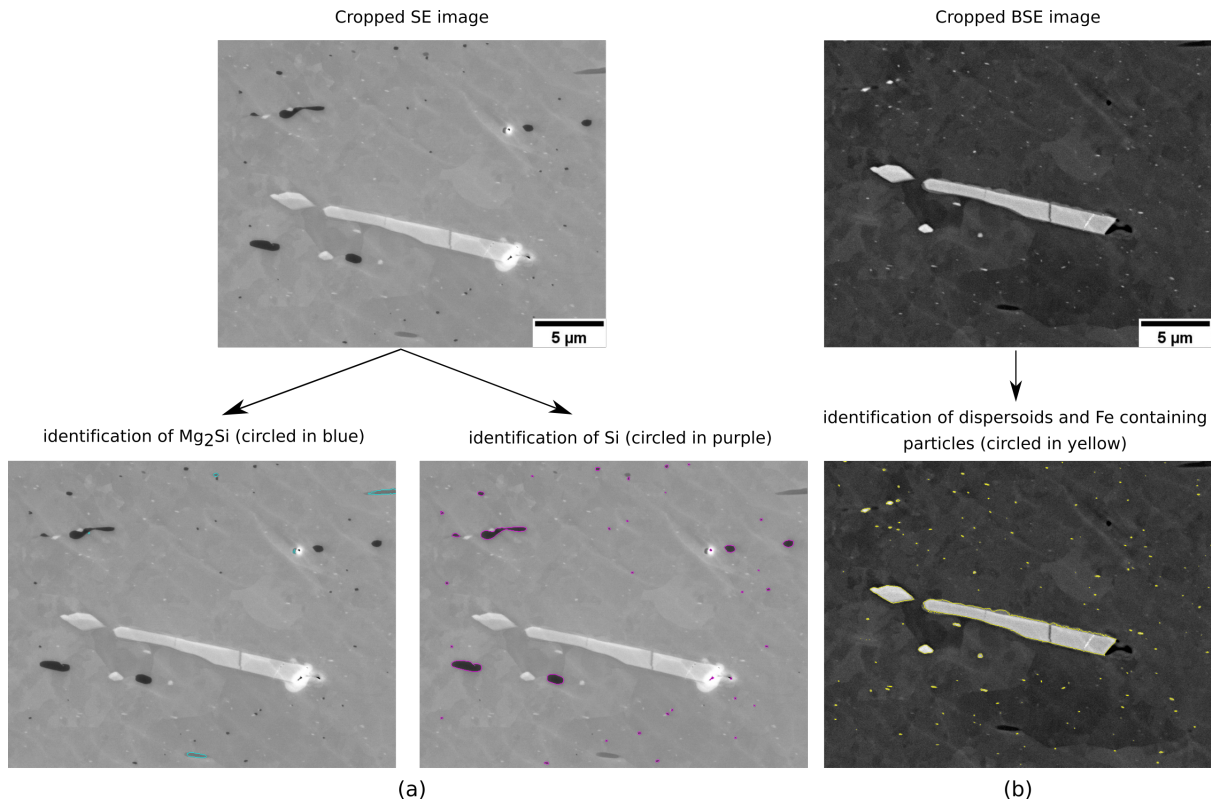 Cropped SE image
Cropped BSE image
5 µm
5 µm
identification of Mg2Si (circled in blue)
identification of Si (circled in purple)
identification of dispersoids and Fe containing
particles (circled in yellow)
(a)
(b)